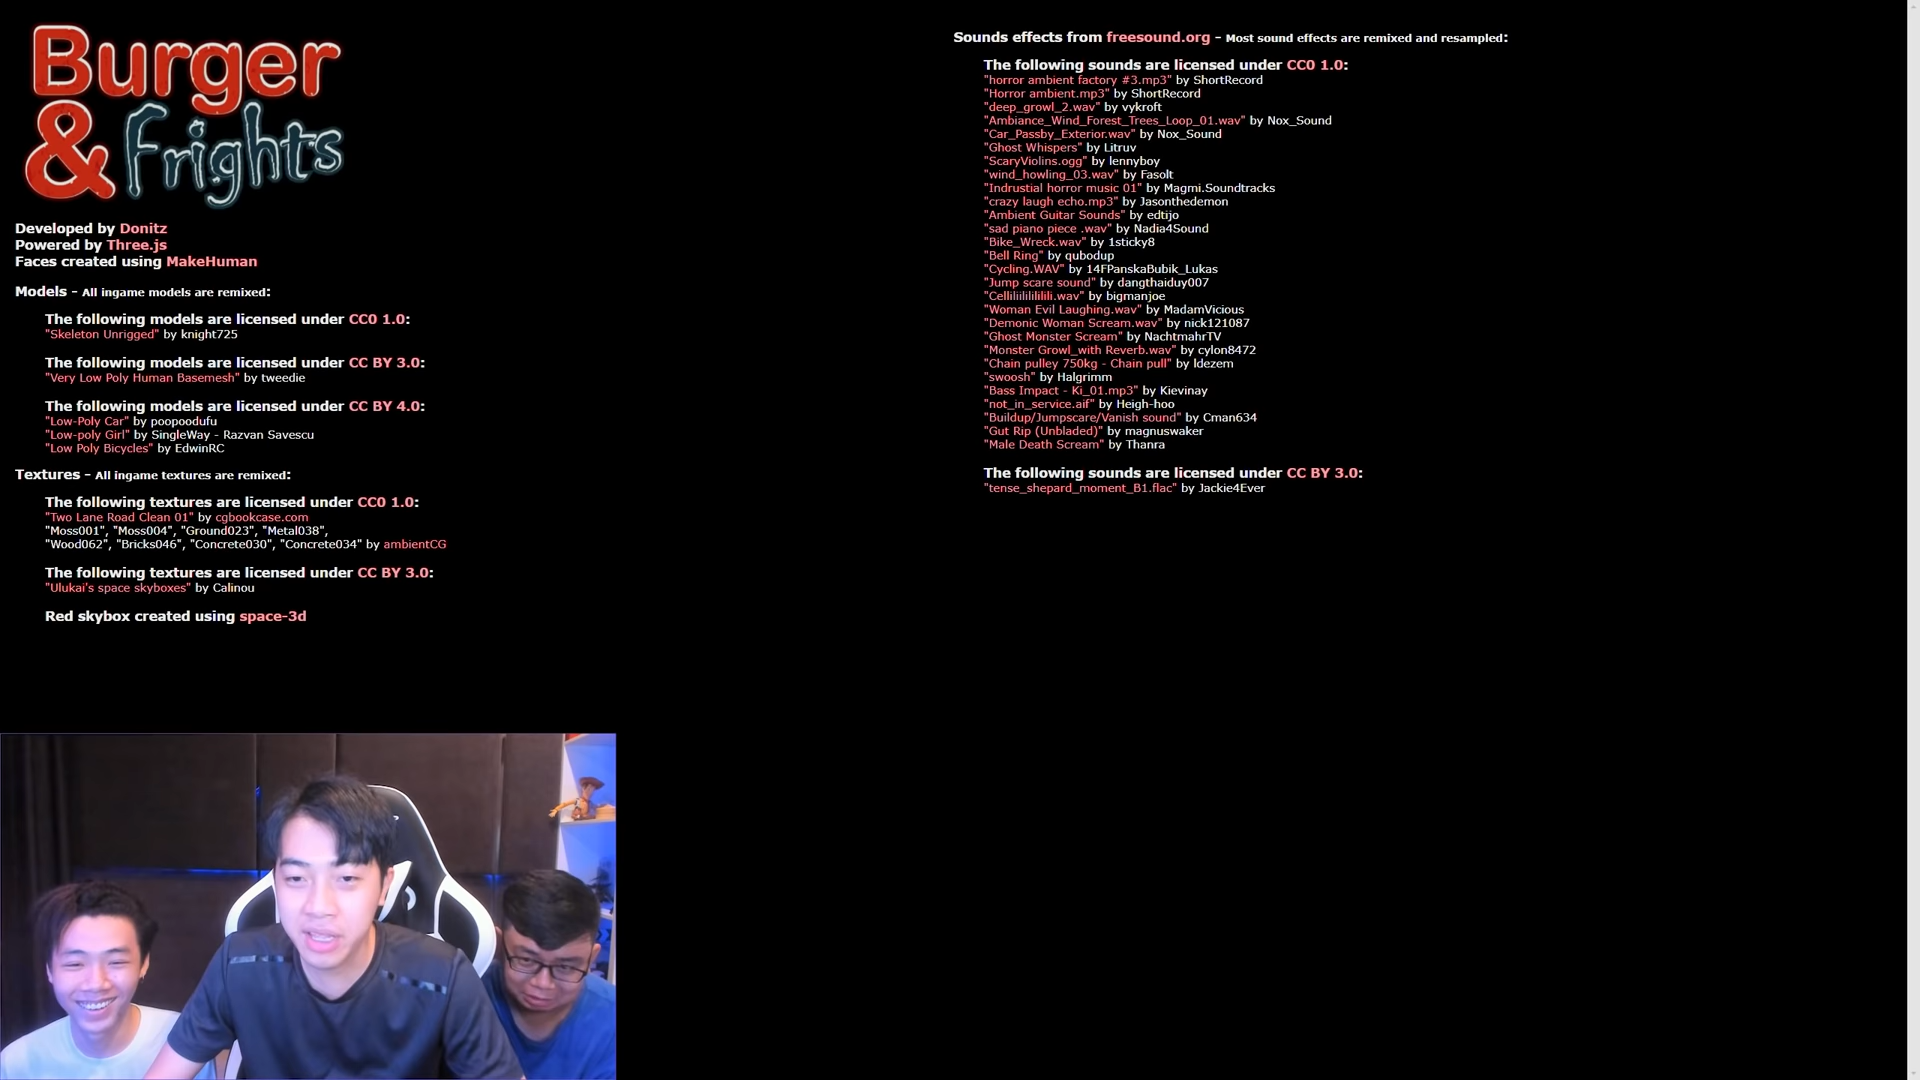 Burger
& Frights
Developed by Donitz
Powered by Three.js
Faces created using MakeHuman
Models - All ingame models are remixed:
The following models are licensed under CC0 1.0:
"Skeleton Unrigged" by knight725
The following models are licensed under CC BY 3.0:
"Very Low Poly Human Basemesh" by tweedie
The following models are licensed under CC BY 4.0:
"Low-Poly Car" by poopoodufu
"Low-poly Girl" by SingleWay - Razvan Savescu
"Low Poly Bicycles" by EdwinRC
Textures - All ingame textures are remixed:
The following textures are licensed under CC0 1.0:
"Two Lane Road Clean 01" by cgbookcase.com
"Moss001", "Moss004", "Ground023", "Metal038",
"Wood062", "Bricks046", "Concrete030", "Concrete034" by ambientCG
The following textures are licensed under CC BY 3.0:
"Ulukai's space skyboxes" by Calinou
Red skybox created using space-3d
Sounds effects from freesound.org - Most sound effects are remixed and resampled:
The following sounds are licensed under CC0 1.0:
"horror ambient factory #3.mp3" by ShortRecord
"Horror ambient.mp3" by ShortRecord
"deep_growl_2.wav" by vykroft
"Ambiance_Wind_Forest_Trees_Loop_01.wav" by Nox_Sound
"Car_Passby_Exterior.wav" by Nox_Sound
"Ghost Whispers" by Litruv
"ScaryViolins.ogg" by lennyboy
"wind_howling_03.wav" by Fasolt
"Indrustial horror music 01" by Magmi.Soundtracks
"crazy laugh echo.mp3" by Jasonthedemon
"Ambient Guitar Sounds" by edtijo
"sad piano piece .wav" by Nadia4Sound
"Bike_Wreck.wav" by 1sticky8
"Bell Ring" by qubodup
"Cycling.WAV" by 14FPanskaBubik_Lukas
"Jump scare sound" by dangthaiduy007
"Celliiliililililili.wav" by bigmanjoe
"Woman Evil Laughing.wav" by MadamVicious
"Demonic Woman Scream.wav" by nick121087
"Ghost Monster Scream" by NachtmahrTV
"Monster Growl_with Reverb.wav" by cylon8472
"Chain pulley 750kg - Chain pull" by ldezem
"swoosh" by Halgrimm
"Bass Impact - Ki_01.mp3" by Kievinay
"not_in_service.aif" by Heigh-hoo
"Buildup/Jumpscare/Vanish sound" by Cman634
"Gut Rip (Unbladed)" by magnuswaker
"Male Death Scream" by Thanra
The following sounds are licensed under CC BY 3.0:
"tense_shepard_moment_B1.flac" by Jackie4Ever